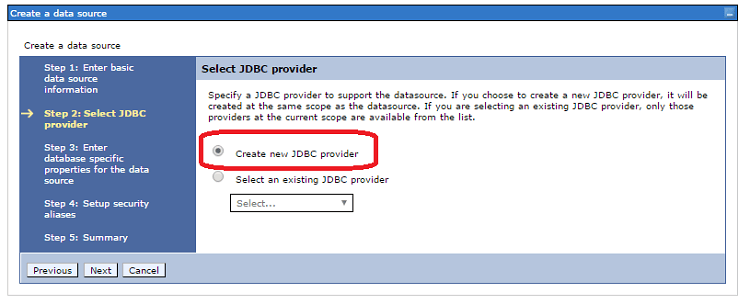 Create a data source
Create a data source
Step 1: Enter basic
data source
information
Step 2: Select JDBC
provider
Step 3: Enter
database specific
properties for the data
source
Step 4: Setup security
aliases
Step 5: Summary
Select JDBC provider
Specify a JDBC provider to support the datasource. If you choose to create a new JDBC provider, it will be
created at the same scope as the datasource. If you are selecting an existing JDBC provider, only those
providers at the current scope are available from the list.
Create new JDBC provider
Select an existing JDBC provider
Select...
Previous Next Cancel